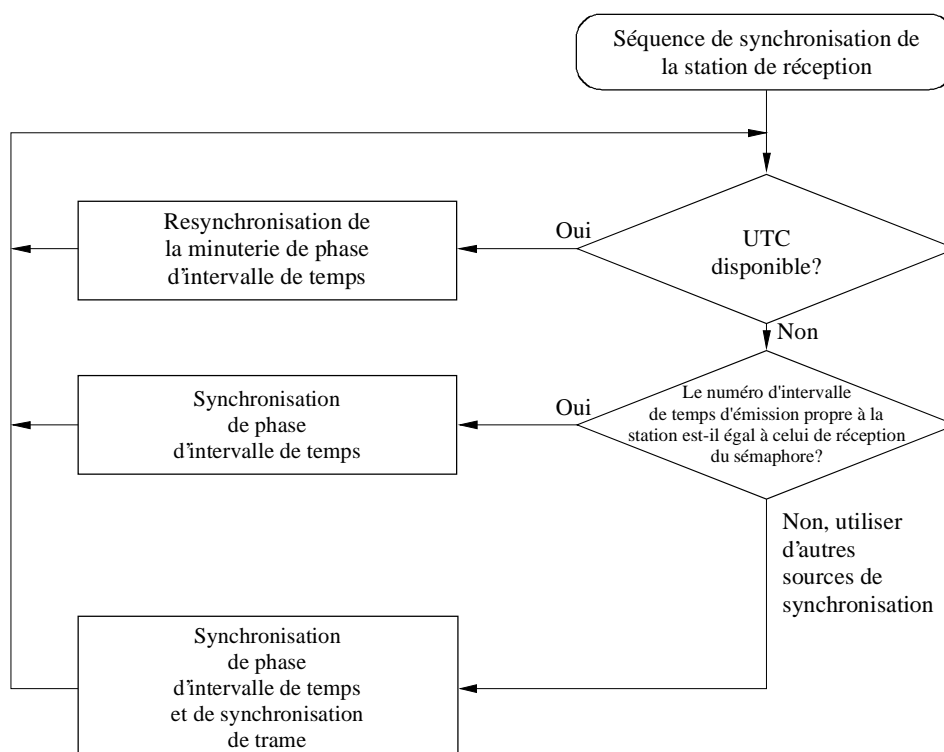 Séquence de synchronisation de
la station de réception
Resynchronisation de
la minuterie de phase
d'intervalle de temps
Oui
UTC
disponible?
Non
Synchronisation
de phase
d'intervalle de temps
Oui
Le numéro d'intervalle
de temps d'émission propre à la
station est-il égal à celui de réception
du sémaphore?
Non, utiliser
d'autres
sources de
synchronisation
Synchronisation
de phase
d'intervalle de temps
et de synchronisation
de trame